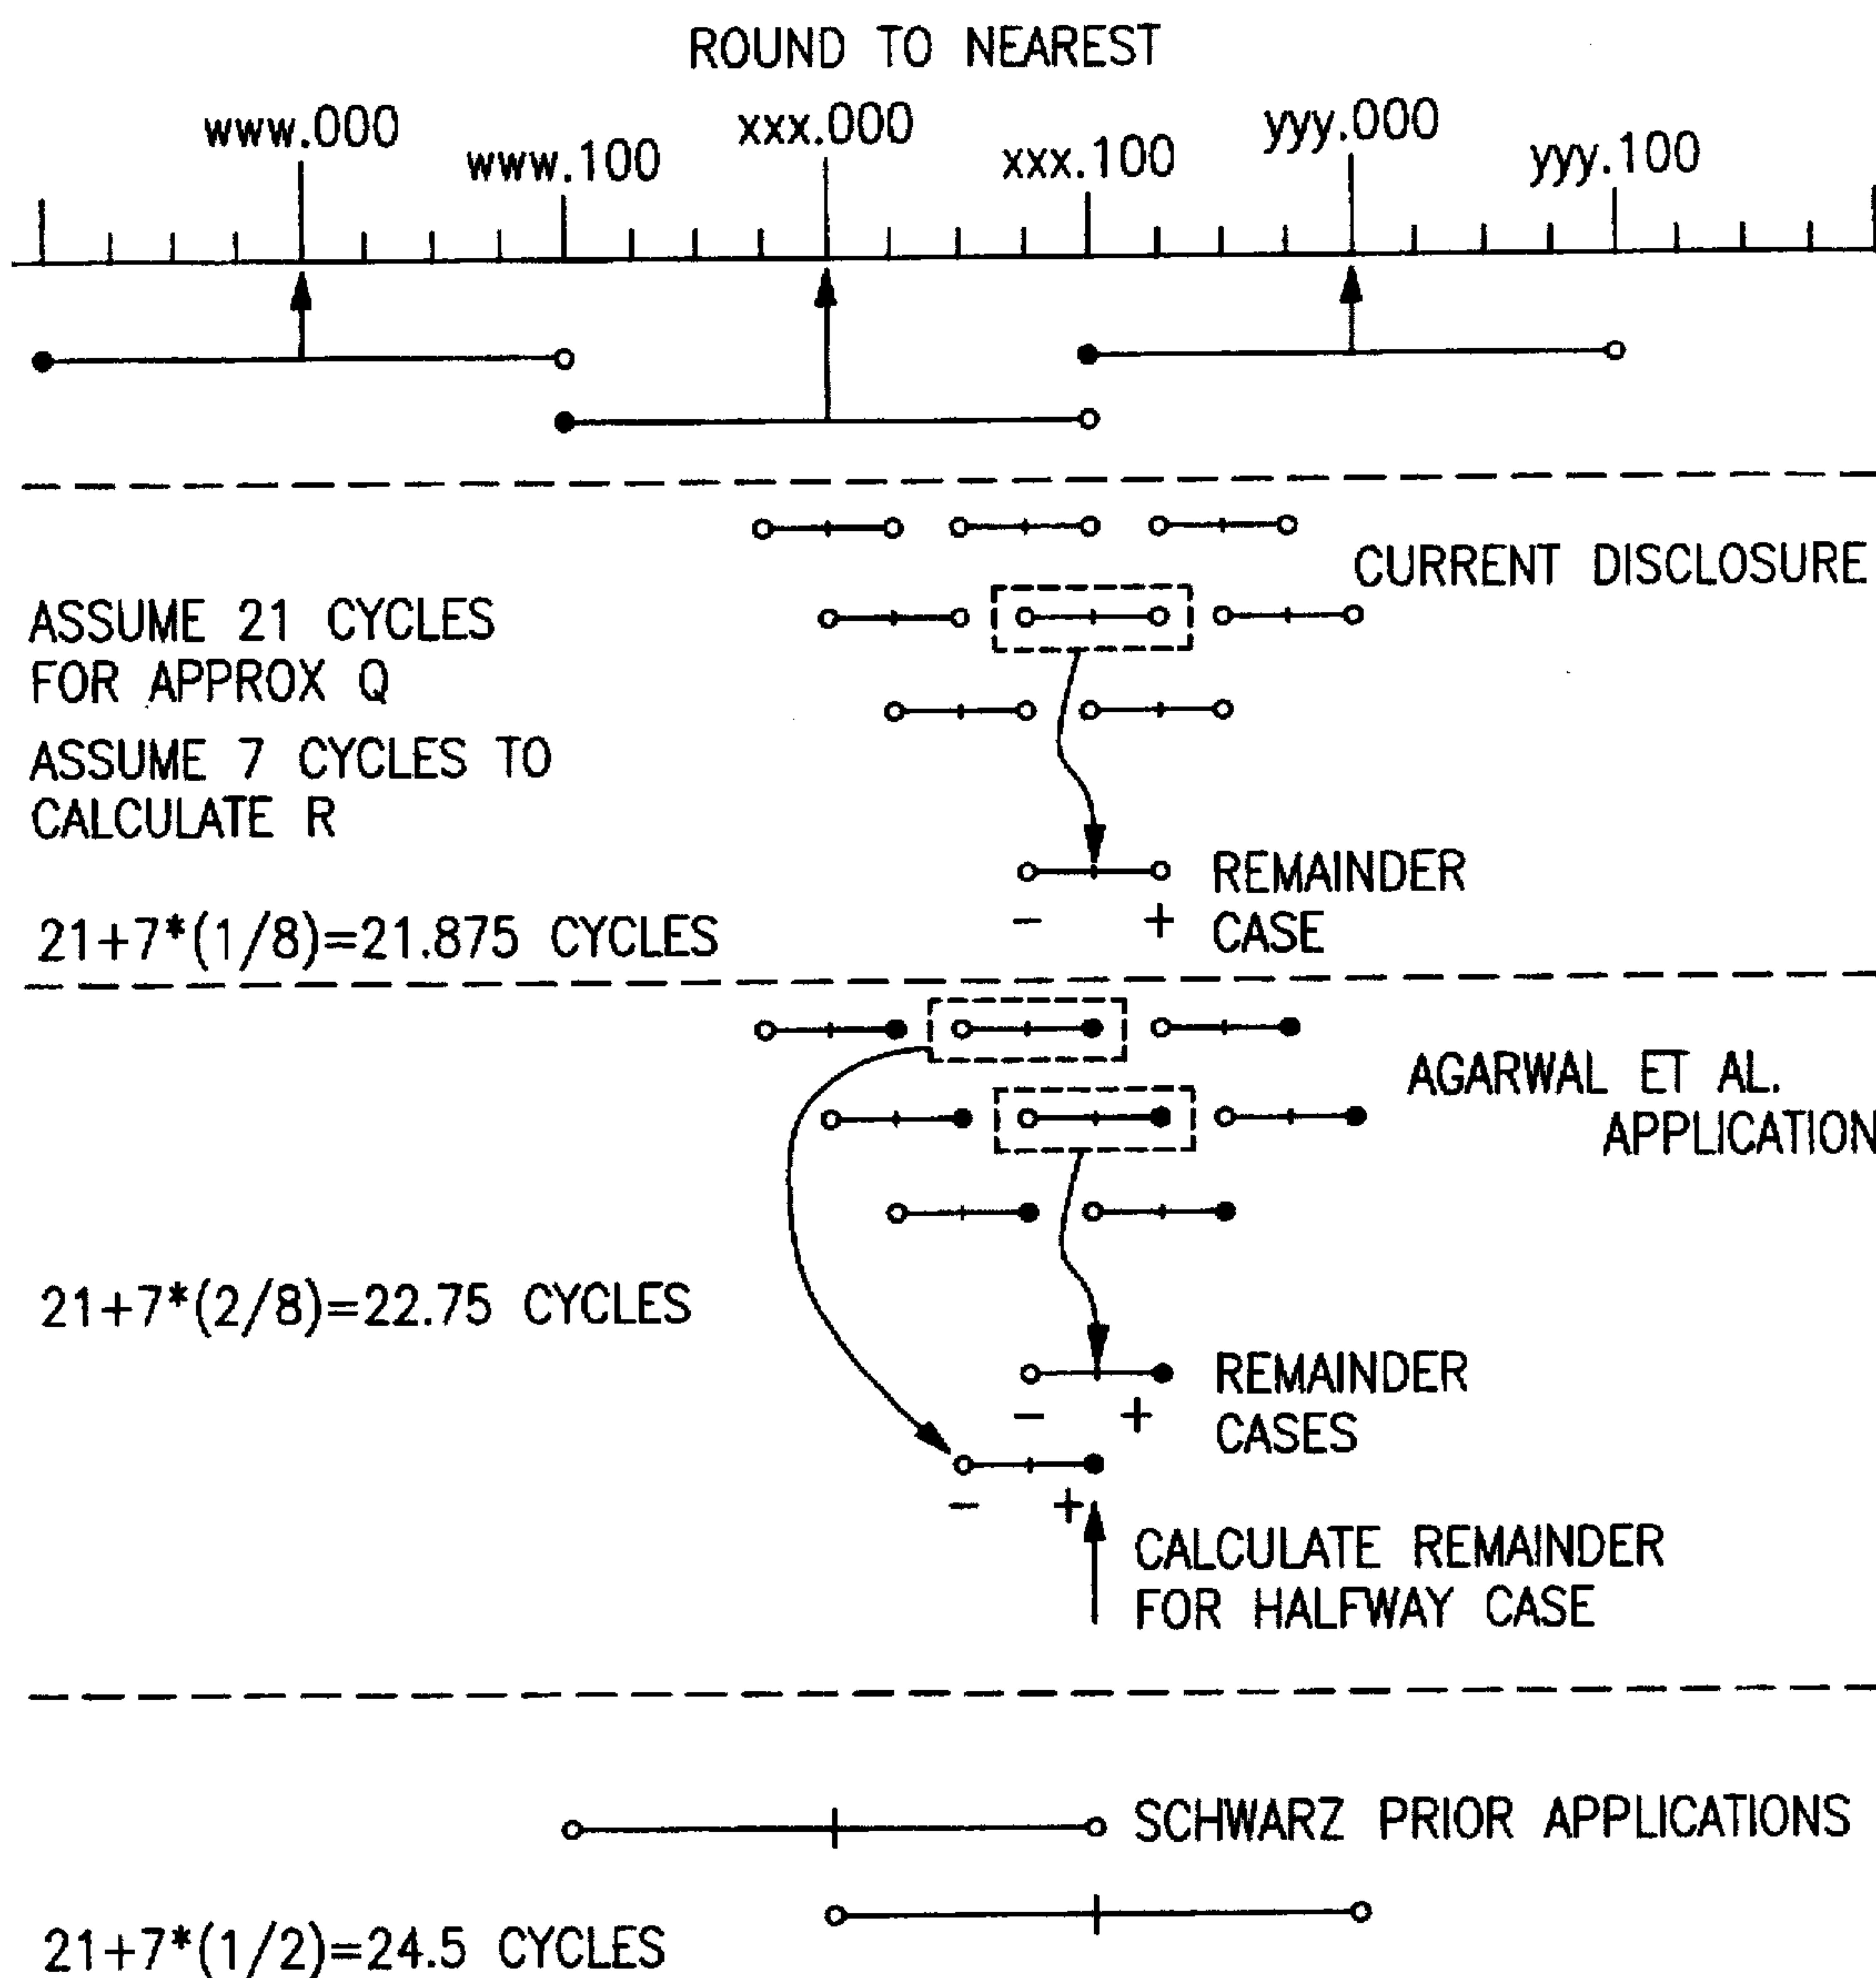 ROUND TO NEAREST
www.000
www.100
xxx.000
xxx.100
yyy.000
yyy.100
CURRENT DISCLOSURE
ASSUME 21 CYCLES
FOR APPROX Q
ASSUME 7 CYCLES TO
CALCULATE R
REMAINDER
CASE
- +
21+7*(1/8)=21.875 CYCLES
AGARWAL ET AL.
APPLICATION
21+7*(2/8)=22.75 CYCLES
REMAINDER
CASES
- +
- +
CALCULATE REMAINDER
FOR HALFWAY CASE
SCHWARZ PRIOR APPLICATIONS
21+7*(1/2)=24.5 CYCLES